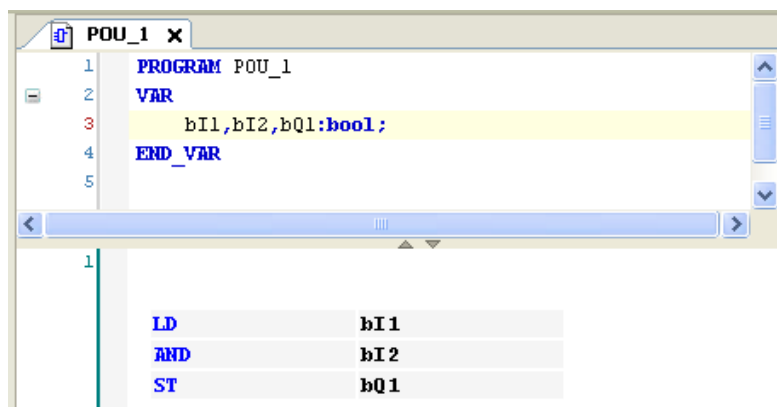 POU_1 x
1 PROGRAM POU_1
2 VAR
3 bI1,bI2,bQ1:bool;
4 END_VAR
5
1
LD bI1
AND bI2
ST bQ1